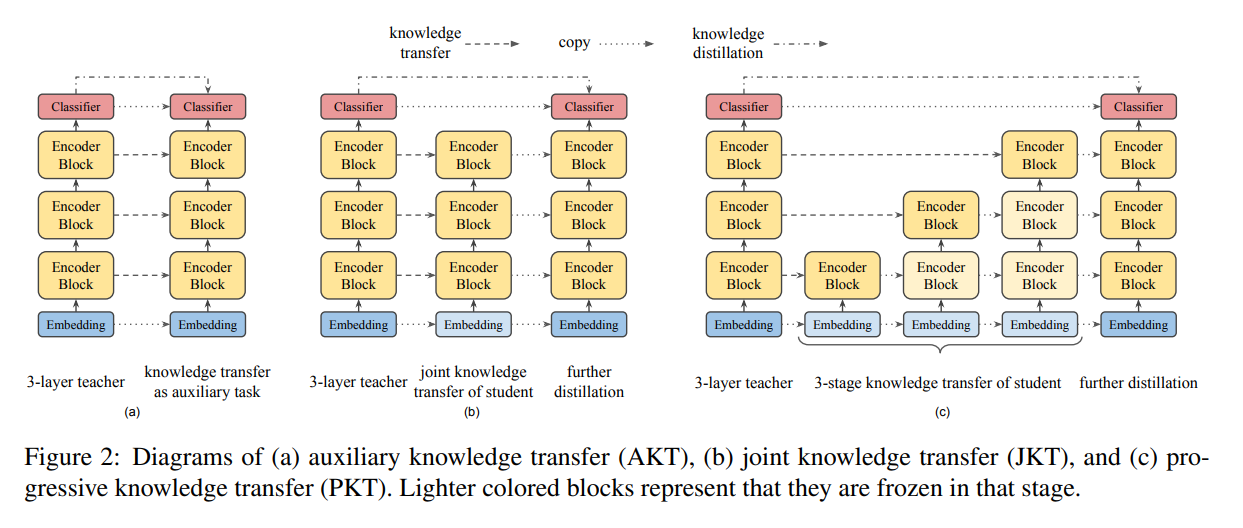 knowledge
transfer
copy
knowledge
distillation
Classifier
Encoder
Block
Encoder
Block
Encoder
Block
Embedding
3-layer teacher
Classifier
Encoder
Block
Encoder
Block
Encoder
Block
Embedding
knowledge transfer
as auxiliary task
(a)
Classifier
Encoder
Block
Encoder
Block
Encoder
Block
Embedding
3-layer teacher
Encoder
Block
Encoder
Block
Encoder
Block
Embedding
joint knowledge
transfer of student
Classifier
Encoder
Block
Encoder
Block
Encoder
Block
Embedding
further
distillation
(b)
Classifier
Encoder
Block
Encoder
Block
Encoder
Block
Embedding
3-layer teacher
Encoder
Block
Embedding
Encoder
Block
Encoder
Block
Embedding
Encoder
Block
Encoder
Block
Encoder
Block
Embedding
3-stage knowledge transfer of student
Classifier
Encoder
Block
Encoder
Block
Encoder
Block
Embedding
further distillation
(c)
Figure 2: Diagrams of (a) auxiliary knowledge transfer (AKT), (b) joint knowledge transfer (JKT), and (c) pro-
gressive knowledge transfer (PKT). Lighter colored blocks represent that they are frozen in that stage.